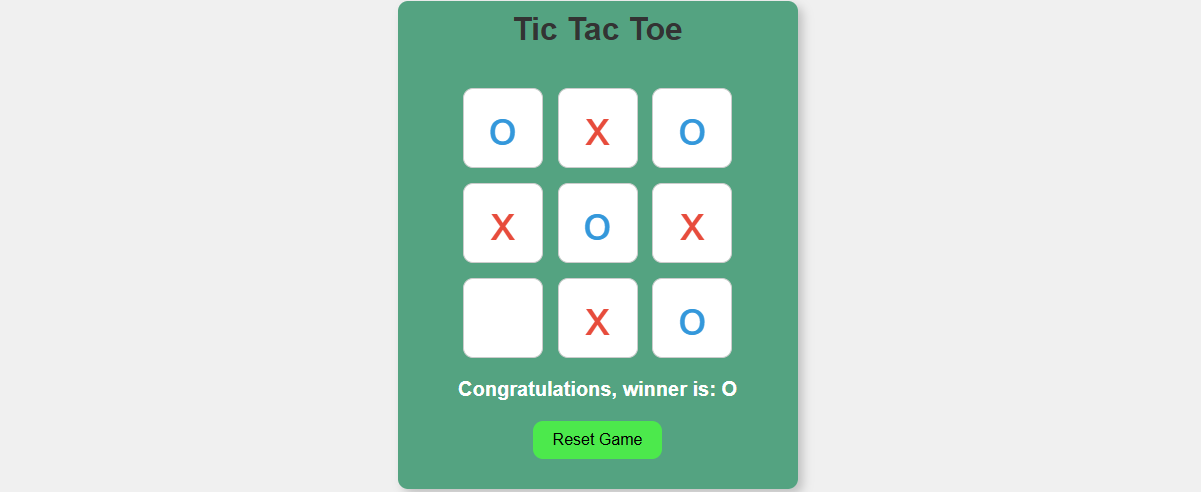 Tic Tac Toe
O X O
X O X
X O
Congratulations, winner is: O
Reset Game